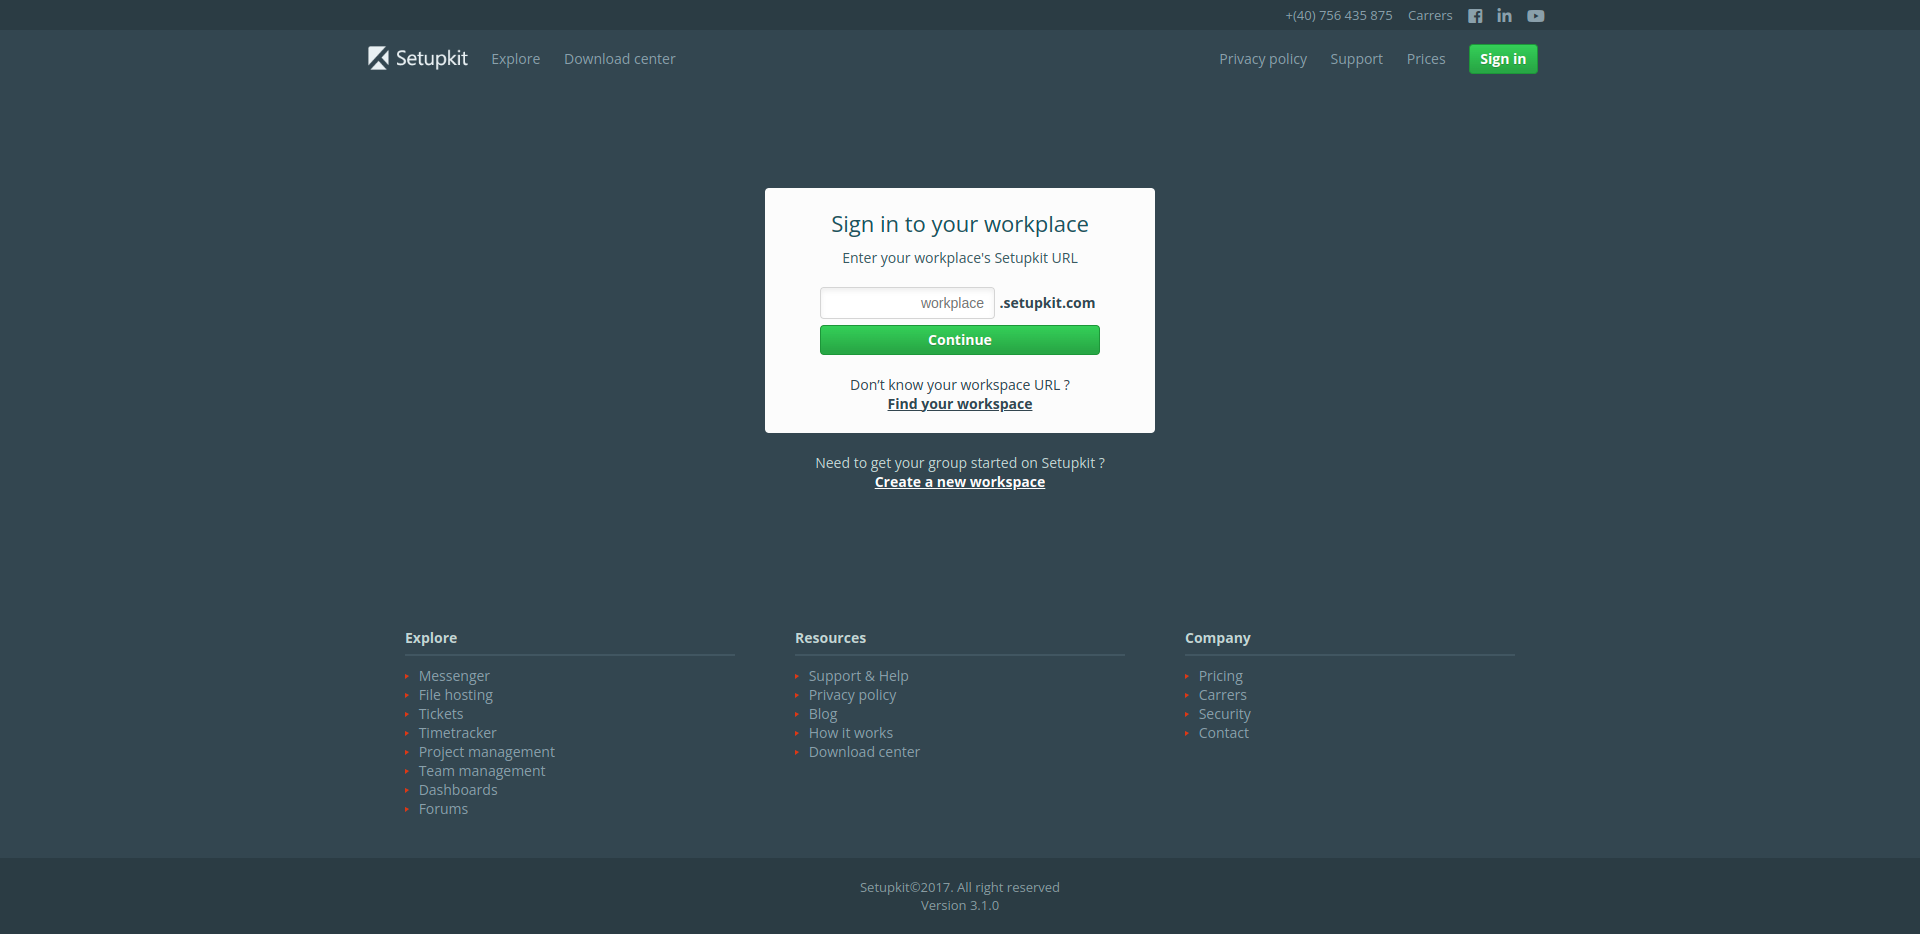 +(40) 756 435 875 Carrers
Setupkit Explore Download center Privacy policy Support Prices Sign in
Sign in to your workplace
Enter your workplace's Setupkit URL
workplace .setupkit.com
Continue
Don't know your workspace URL ?
Find your workspace
Need to get your group started on Setupkit ?
Create a new workspace
Explore
Messenger
File hosting
Tickets
Timetracker
Project management
Team management
Dashboards
Forums
Resources
Support & Help
Privacy policy
Blog
How it works
Download center
Company
Pricing
Carrers
Security
Contact
Setupkit©2017. All right reserved
Version 3.1.0